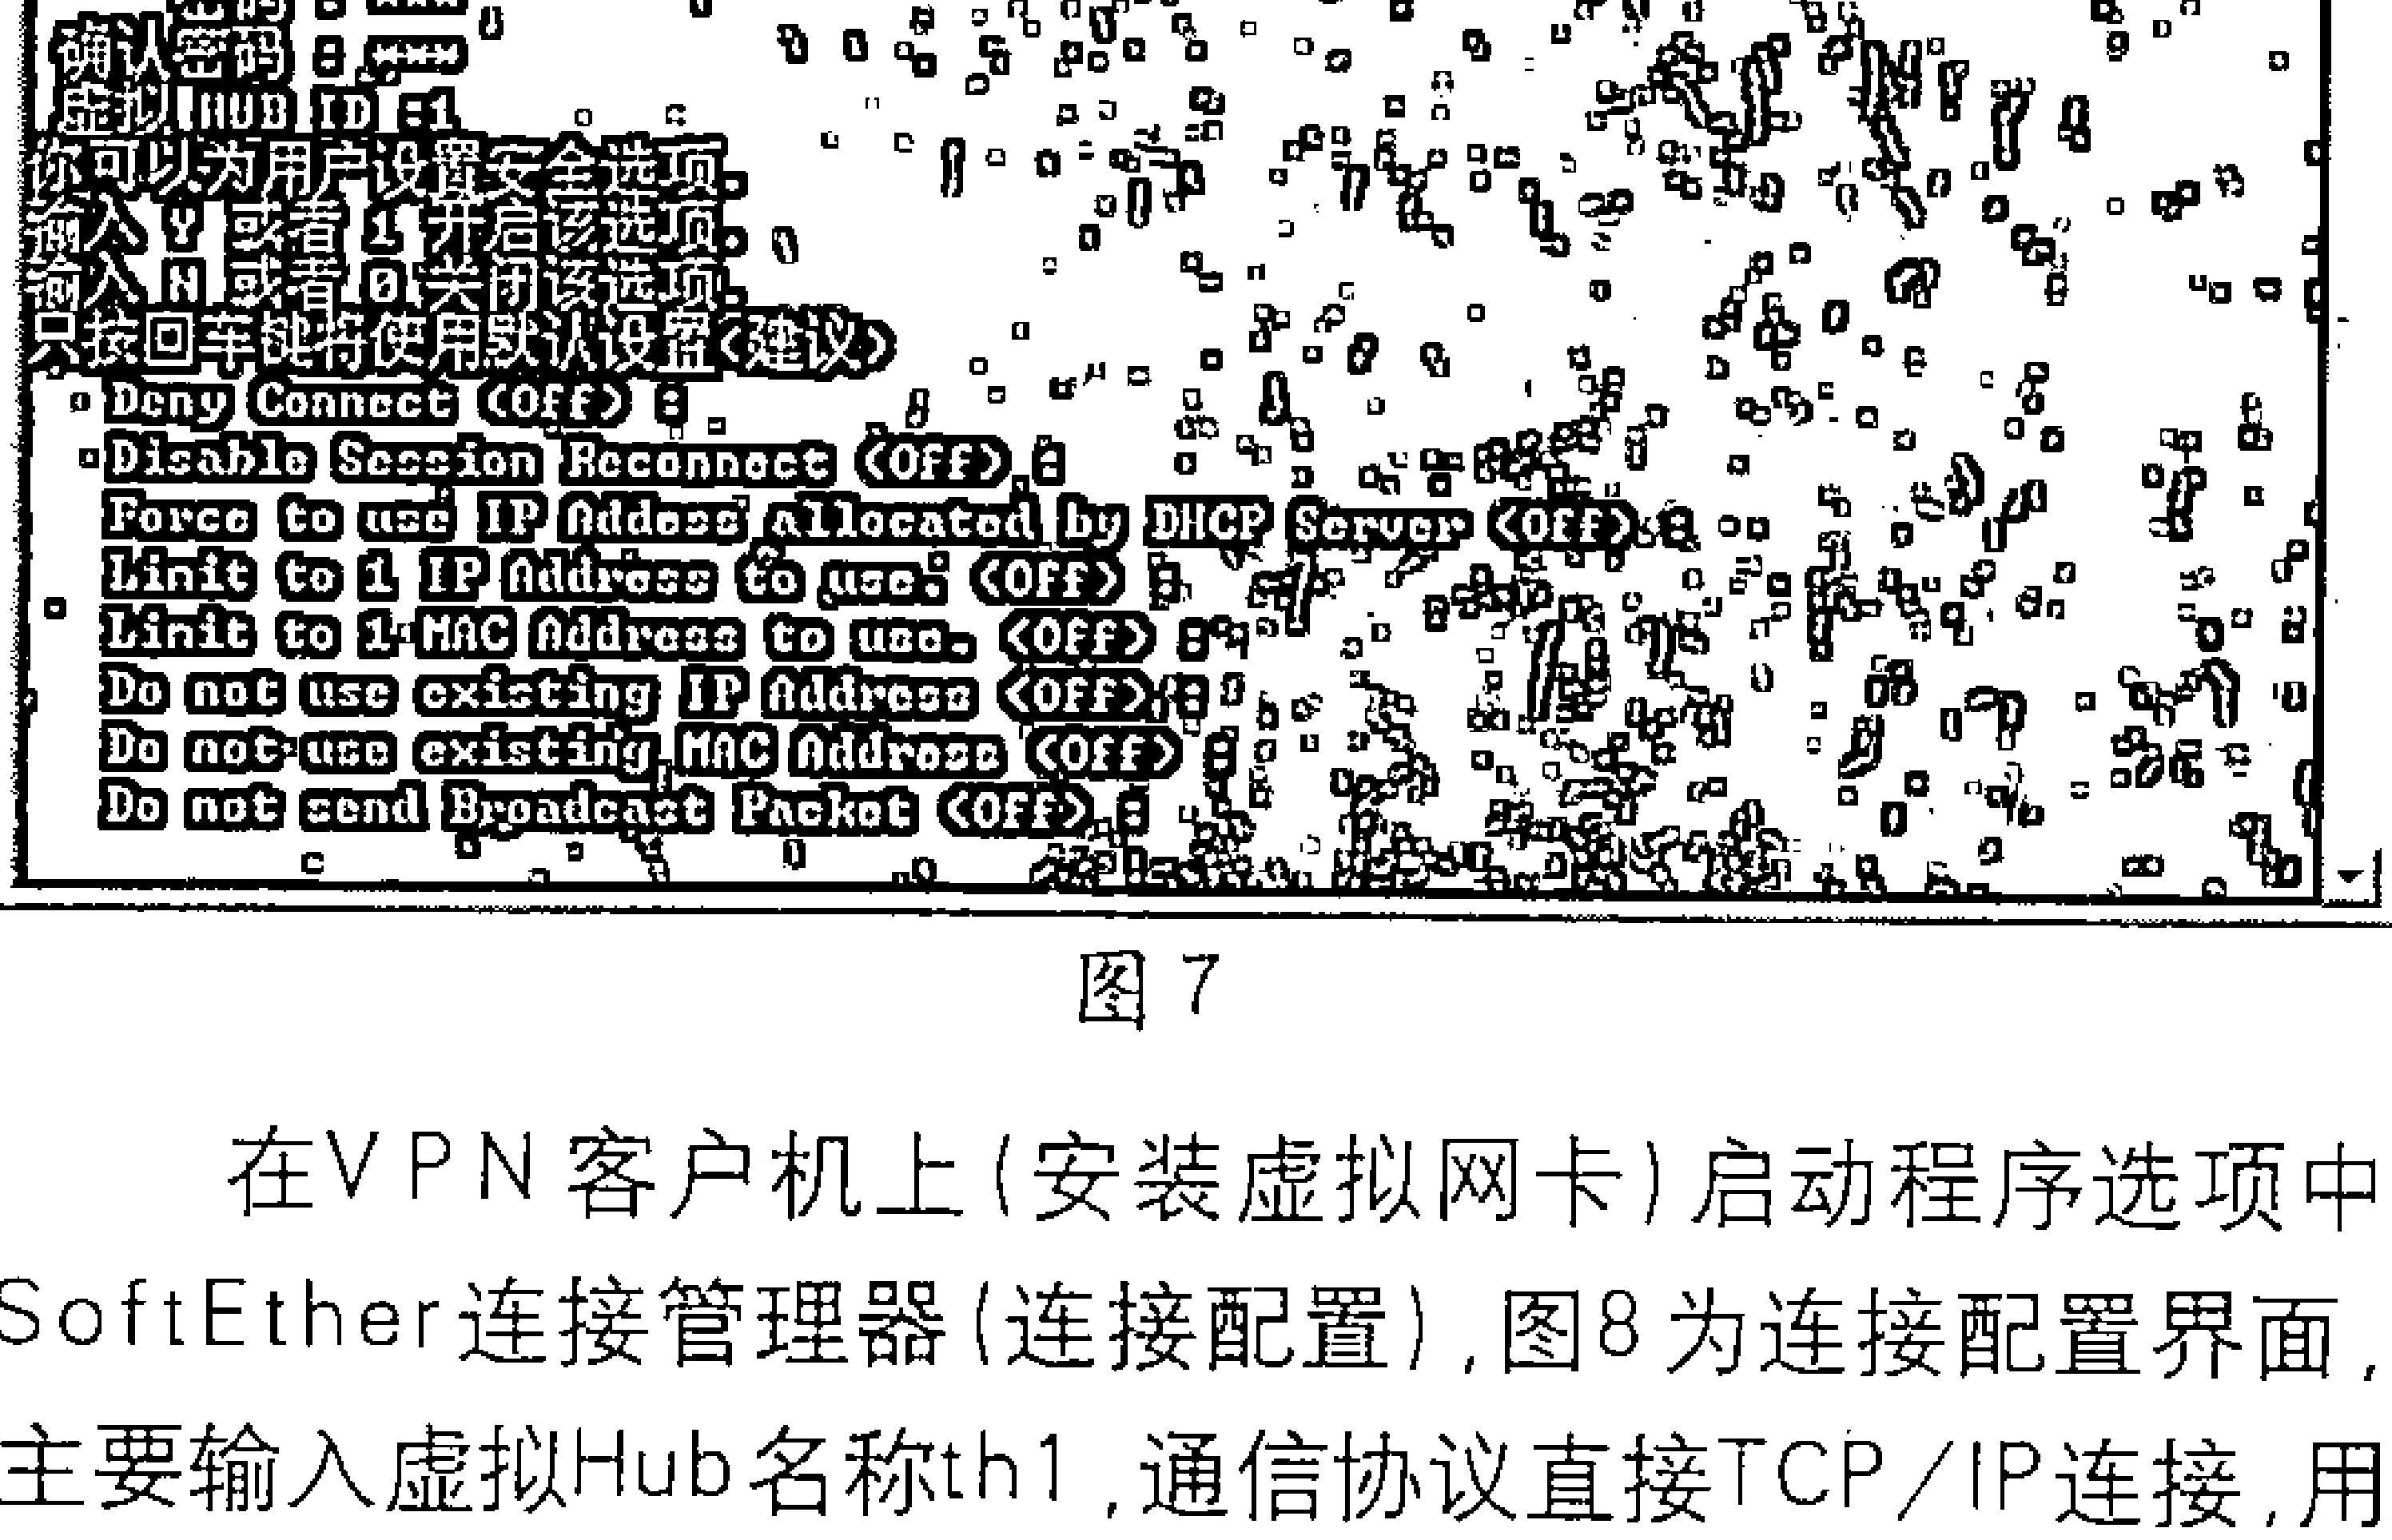 确认密码 : ***
虚拟 HUB ID :1
你可以为用户设置安全选项.
输入 Y 或者 1 开启该选项.
输入 N 或者 0 关闭该选项.
只按回车键将使用默认设置<建议>
Deny Connect <Off> :
Disable Session Reconnect <Off> :
Force to use IP Addess allocated by DHCP Server <Off> :
Limit to 1 IP Address to use. <Off> :
Limit to 1 MAC Address to use. <Off> :
Do not use existing IP Address <Off> :
Do not use existing MAC Address <Off> :
Do not send Broadcast Packet <Off> :
图 7
在VPN客户机上(安装虚拟网卡)启动程序选项中
SoftEther连接管理器(连接配置),图8为连接配置界面,
主要输入虚拟Hub名称th1,通信协议直接TCP/IP连接,用